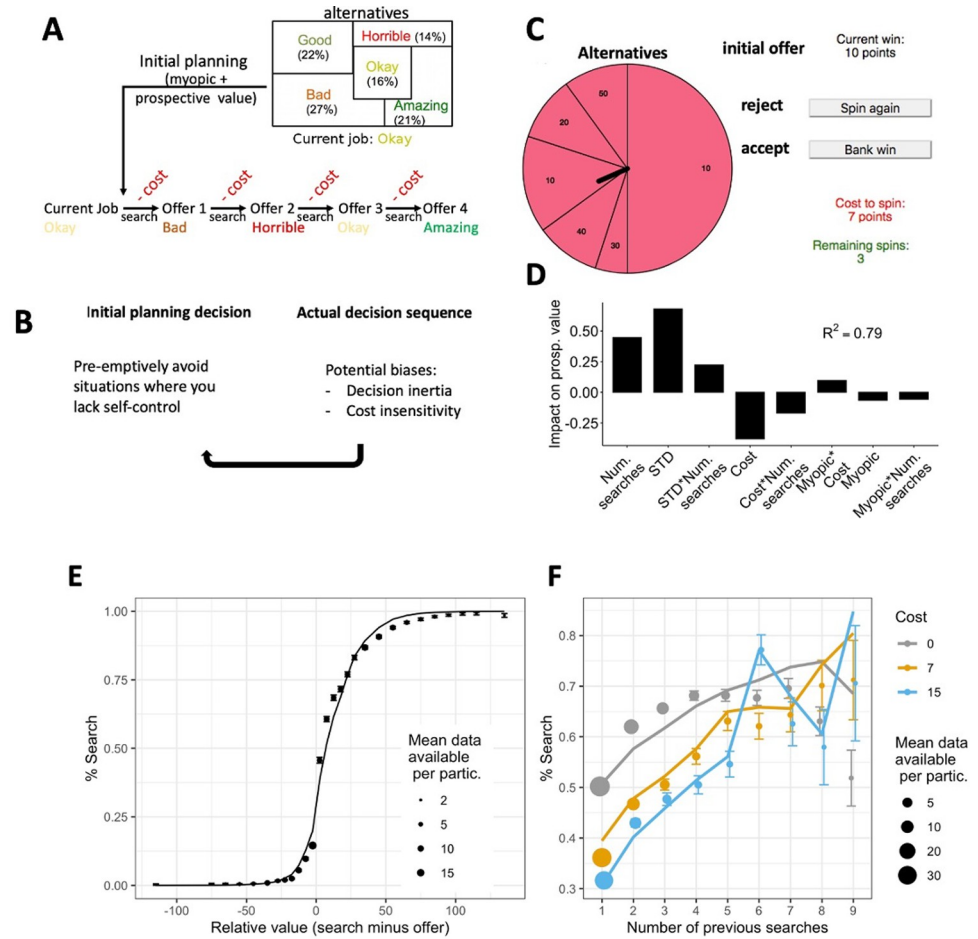 A
alternatives
Good
(22%)
Horrible (14%)
Okay
(16%)
Bad
(27%)
Amazing
(21%)
Initial planning
(myopic +
prospective value)
Current job: Okay
- cost
- cost
- cost
- cost
Current Job
search
Offer 1
search
Offer 2
search
Offer 3
search
Offer 4
Okay
Bad
Horrible
Okay
Amazing
B
Initial planning decision
Actual decision sequence
Pre-emptively avoid
situations where you
lack self-control
Potential biases:
- Decision inertia
- Cost insensitivity
C
Alternatives
50
20
10
40
30
10
initial offer
Current win:
10 points
reject
Spin again
accept
Bank win
Cost to spin:
7 points
Remaining spins:
3
D
Impact on prosp. value
0.50
0.25
0.00
-0.25
R² = 0.79
Num.
searches
STD
STD*Num.
searches
Cost
Cost*Num.
searches
Myopic*
Cost
Myopic
Myopic*Num.
searches
E
% Search
1.00
0.75
0.50
0.25
0.00
-100
-50
0
50
100
Relative value (search minus offer)
Mean data
available
per partic.
2
5
10
15
F
% Search
0.8
0.7
0.6
0.5
0.4
0.3
1
2
3
4
5
6
7
8
9
Number of previous searches
Cost
0
7
15
Mean data
available
per partic.
5
10
20
30